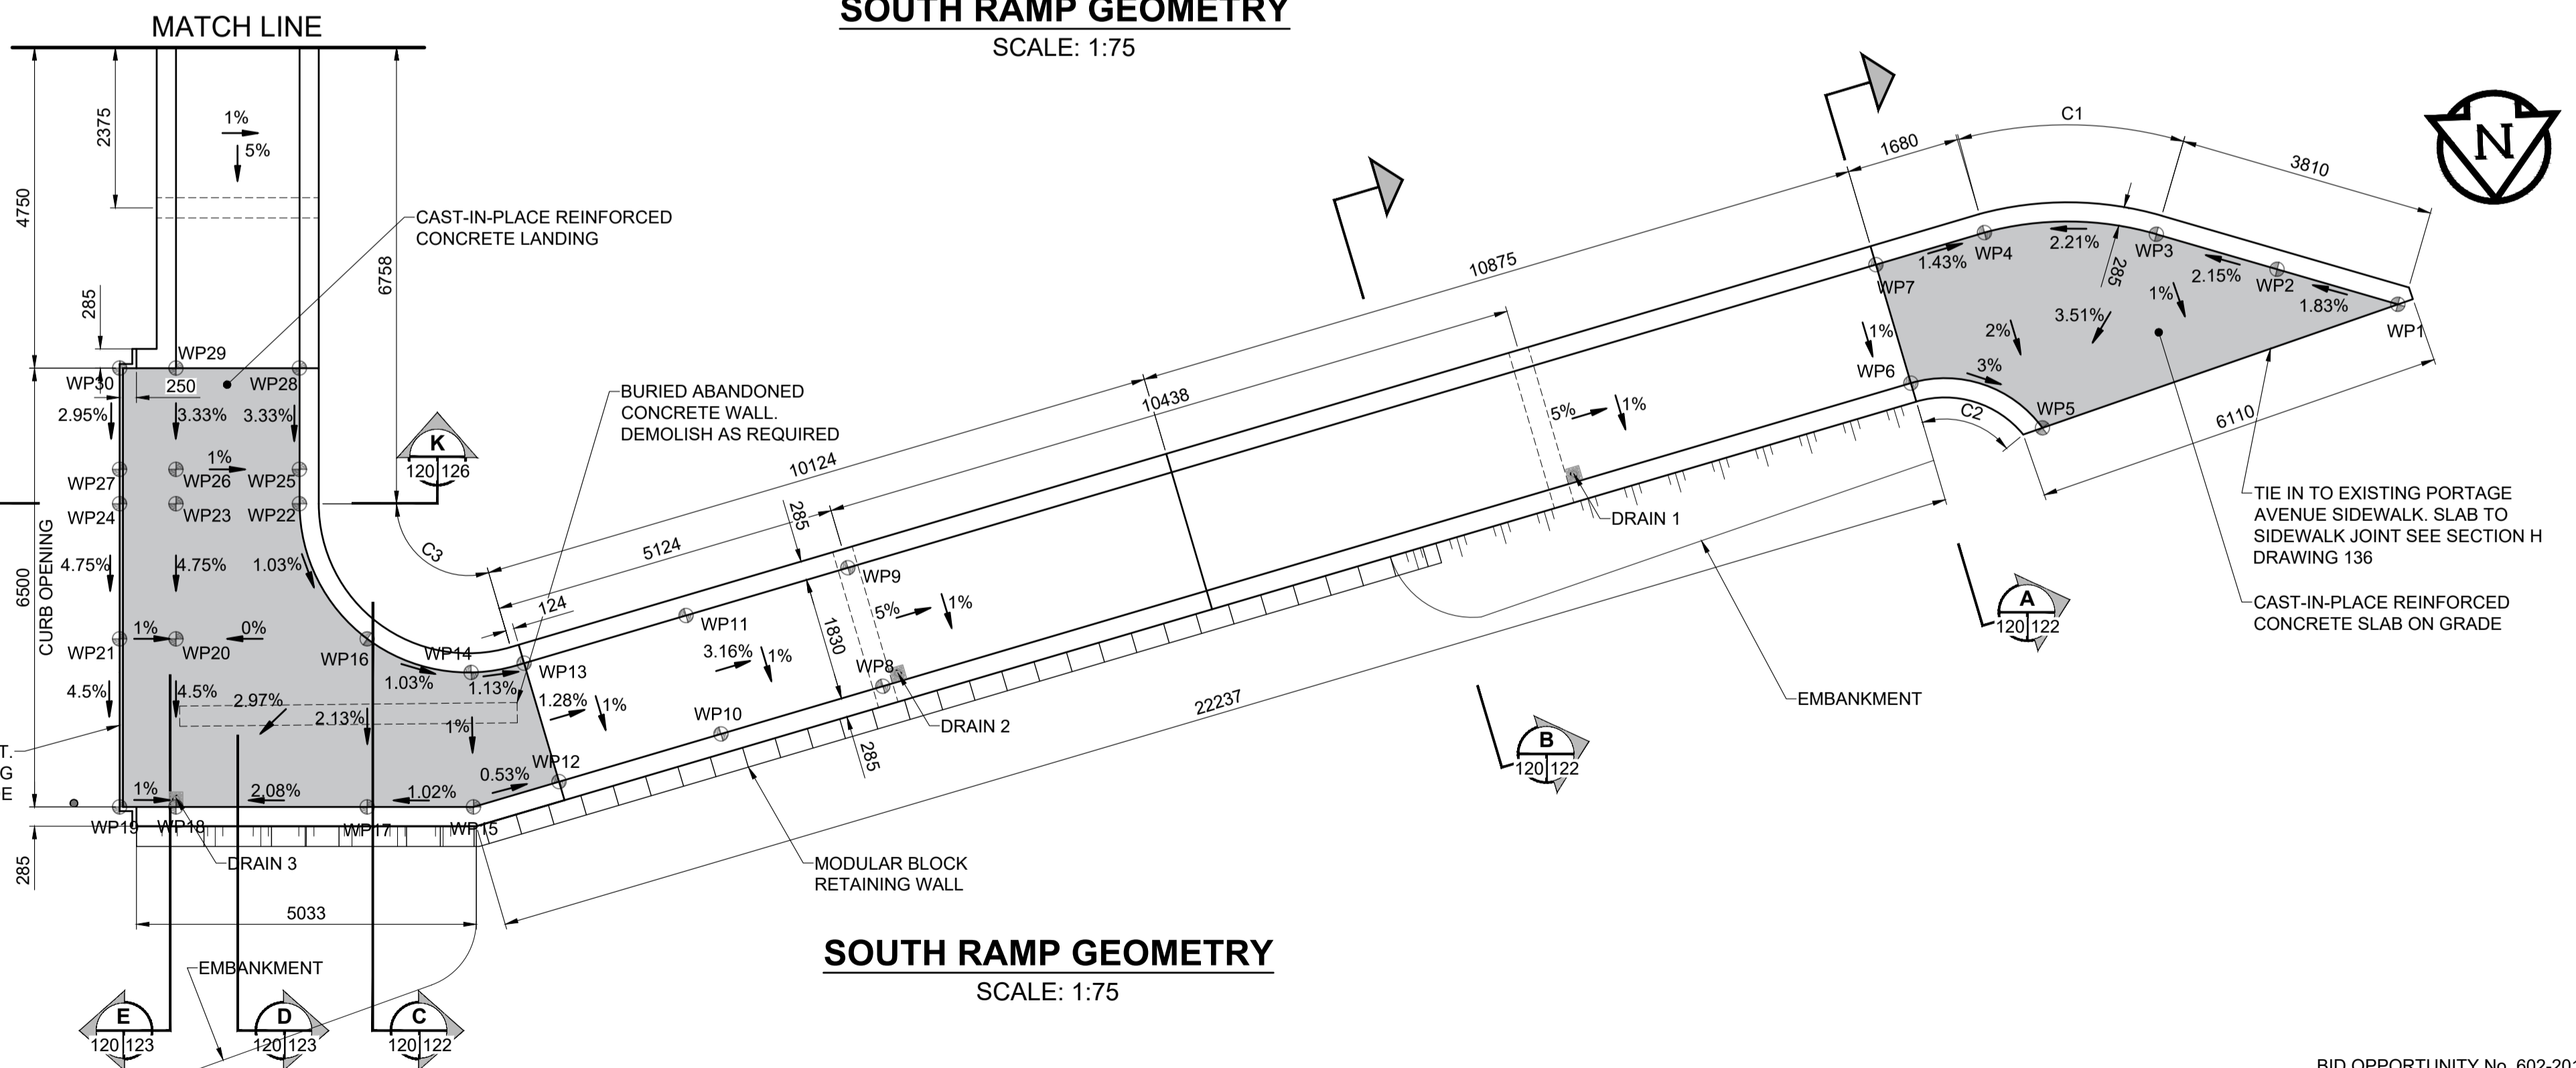 SOUTH RAMP GEOMETRY
SCALE: 1:75
MATCH LINE
2375
4750
285
6758
1%
5%
CAST-IN-PLACE REINFORCED
CONCRETE LANDING
WP30
WP29
WP28
250
2.95%
3.33%
3.33%
1%
WP27
WP26
WP25
WP24
WP23
WP22
6500
CURB OPENING
4.75%
4.75%
1.03%
1%
0%
WP21
WP20
WP16
4.5%
4.5%
2.97%
2.13%
1.03%
WP14
1.13%
WP13
1%
0.53%
WP12
1%
2.08%
1.02%
WP19
WP18
WP17
WP15
T.
G
E
285
DRAIN 3
5033
EMBANKMENT
E
120 123
D
120 123
C
120 122
K
120 126
C3
BURIED ABANDONED
CONCRETE WALL.
DEMOLISH AS REQUIRED
10124
5124
124
285
1.28%
1%
WP11
WP10
3.16%
1%
WP9
WP8
1830
285
5%
1%
DRAIN 2
MODULAR BLOCK
RETAINING WALL
22237
10438
10875
5%
1%
DRAIN 1
B
120 122
A
120 122
EMBANKMENT
1680
C1
3810
WP7
1.43%
WP4
2.21%
WP3
285
2.15%
WP2
1.83%
WP1
1%
3.51%
2%
1%
3%
WP6
WP5
C2
6110
N
TIE IN TO EXISTING PORTAGE
AVENUE SIDEWALK. SLAB TO
SIDEWALK JOINT SEE SECTION H
DRAWING 136
CAST-IN-PLACE REINFORCED
CONCRETE SLAB ON GRADE
SOUTH RAMP GEOMETRY
SCALE: 1:75
BID OPPORTUNITY No. 602-201